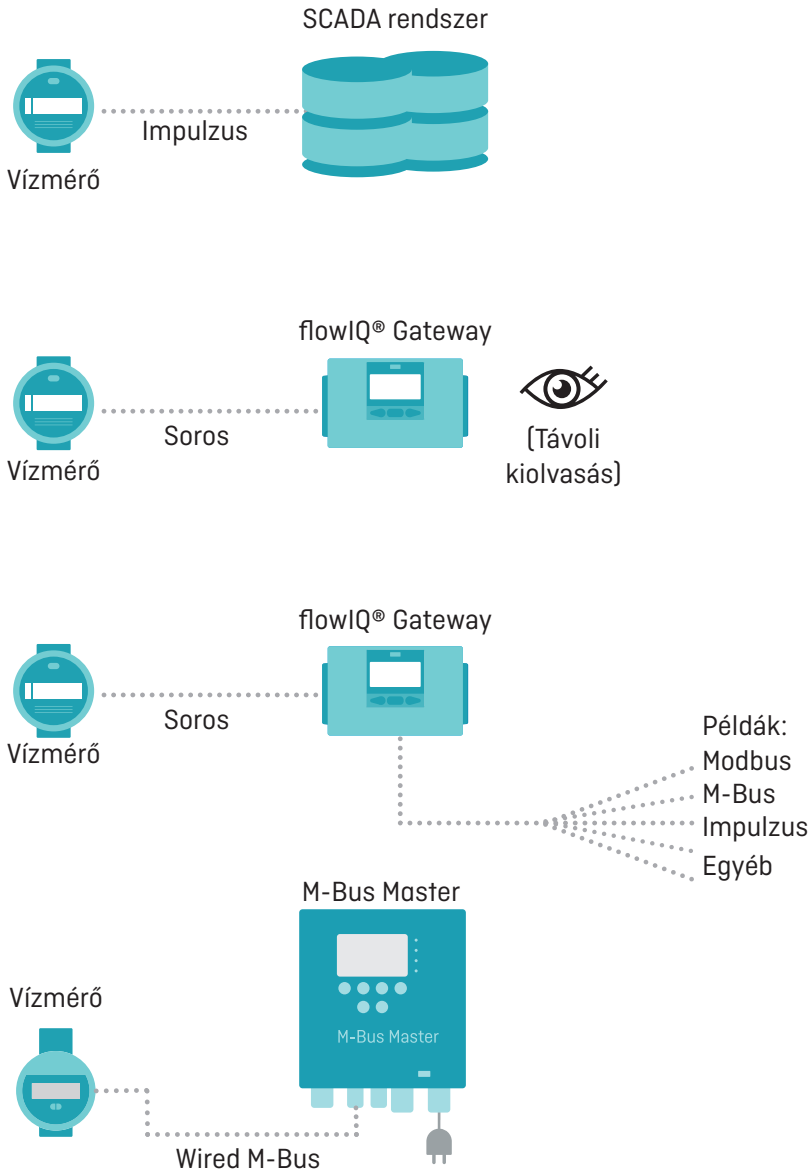 SCADA rendszer
Impulzus
Vízmérő
flowIQ® Gateway
Soros
Vízmérő
(Távoli
kiolvasás)
flowIQ® Gateway
Soros
Vízmérő
Példák:
Modbus
M-Bus
Impulzus
Egyéb
M-Bus Master
M-Bus Master
Vízmérő
Wired M-Bus